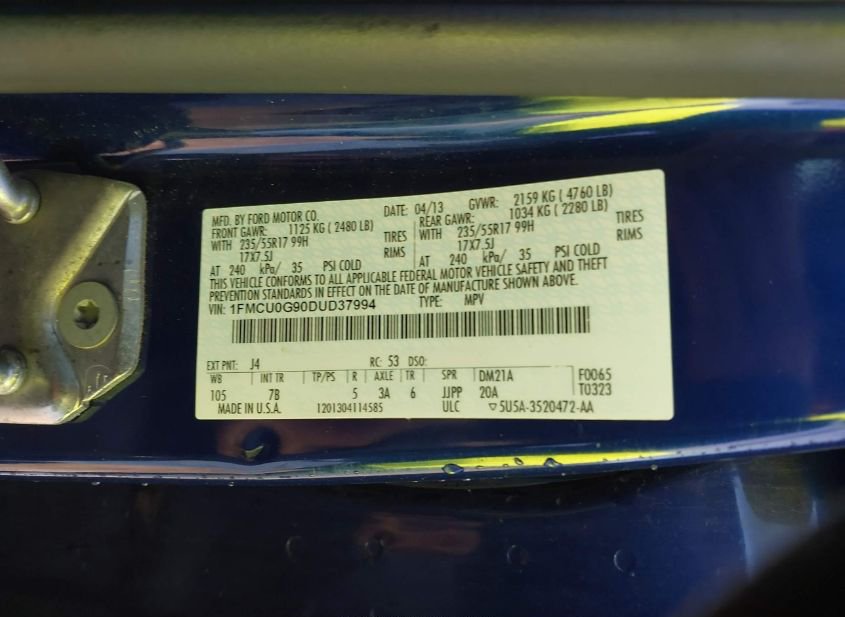 MFD. BY FORD MOTOR CO. DATE: 04/13 GVWR: 2159 KG ( 4760 LB)
FRONT GAWR: 1125 KG ( 2480 LB) REAR GAWR: 1034 KG ( 2280 LB)
WITH 235/55R17 99H TIRES WITH 235/55R17 99H TIRES
17X7.5J RIMS 17X7.5J RIMS
AT 240 kPa/ 35 PSI COLD AT 240 kPa/ 35 PSI COLD
THIS VEHICLE CONFORMS TO ALL APPLICABLE FEDERAL MOTOR VEHICLE SAFETY AND THEFT
PREVENTION STANDARDS IN EFFECT ON THE DATE OF MANUFACTURE SHOWN ABOVE.
VIN: 1FMCU0G90DUD37994 TYPE: MPV
EXT PNT: J4 RC: 53 DSO:
WB INT TR TP/PS R AXLE TR SPR DM21A F0065
105 7B 5 3A 6 JJPP 20A T0323
MADE IN U.S.A. 1201304114585 ULC ▽5U5A-3520472-AA